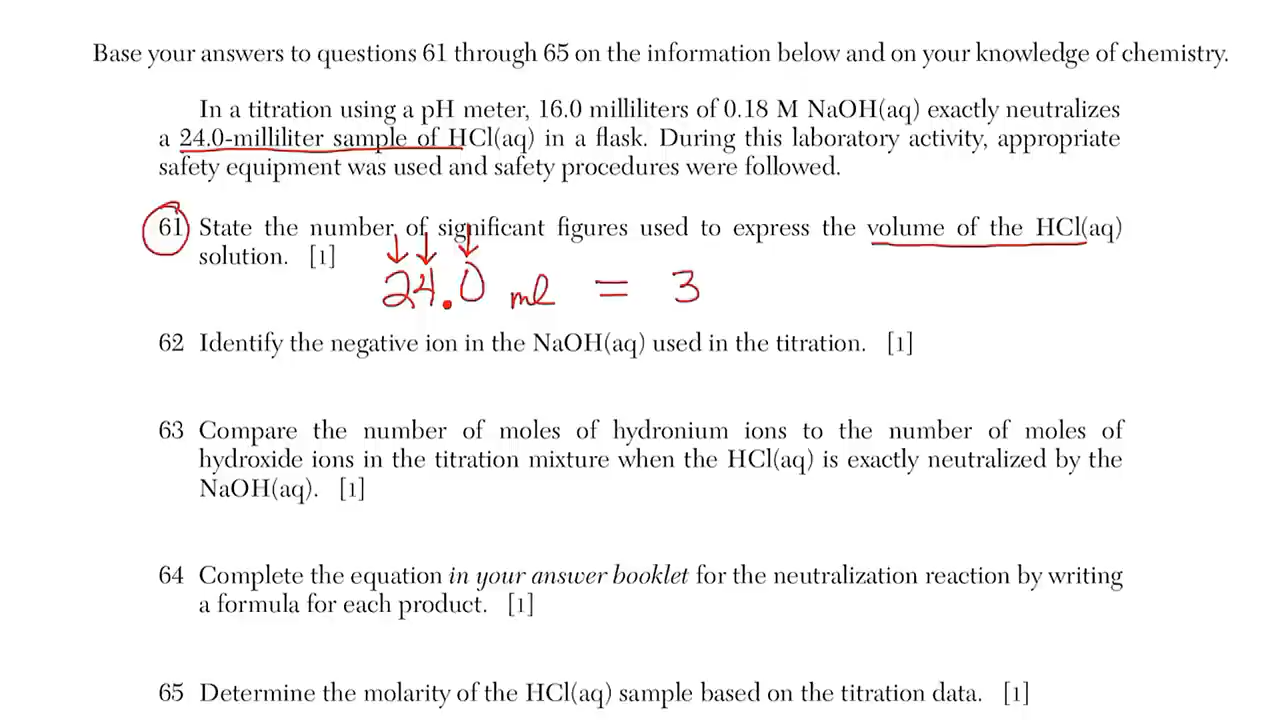 Base your answers to questions 61 through 65 on the information below and on your knowledge of chemistry.
In a titration using a pH meter, 16.0 milliliters of 0.18 M NaOH(aq) exactly neutralizes
a 24.0-milliliter sample of HCl(aq) in a flask. During this laboratory activity, appropriate
safety equipment was used and safety procedures were followed.
61 State the number of significant figures used to express the volume of the HCl(aq)
solution. [1]
24.0 ml = 3
62 Identify the negative ion in the NaOH(aq) used in the titration. [1]
63 Compare the number of moles of hydronium ions to the number of moles of
hydroxide ions in the titration mixture when the HCl(aq) is exactly neutralized by the
NaOH(aq). [1]
64 Complete the equation in your answer booklet for the neutralization reaction by writing
a formula for each product. [1]
65 Determine the molarity of the HCl(aq) sample based on the titration data. [1]